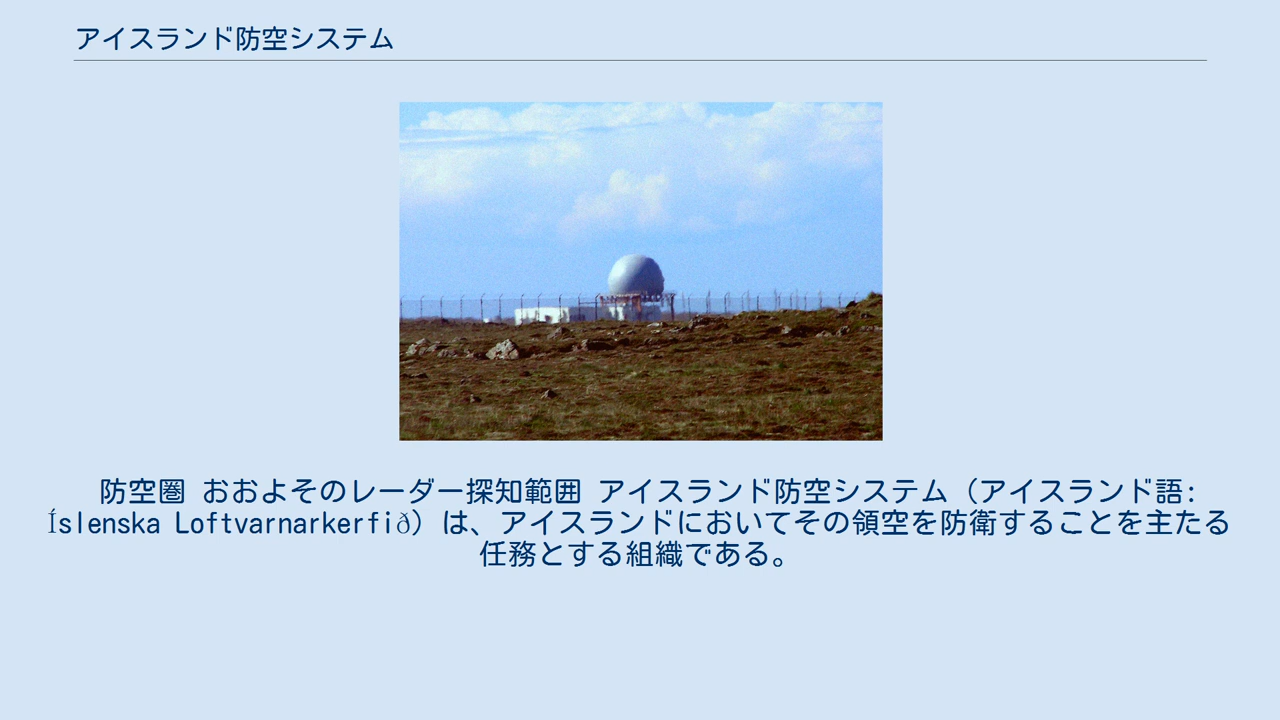 アイスランド防空システム
防空圏 おおよそのレーダー探知範囲 アイスランド防空システム（アイスランド語:
Íslenska Loftvarnarkerfið）は、アイスランドにおいてその領空を防衛することを主たる
任務とする組織である。